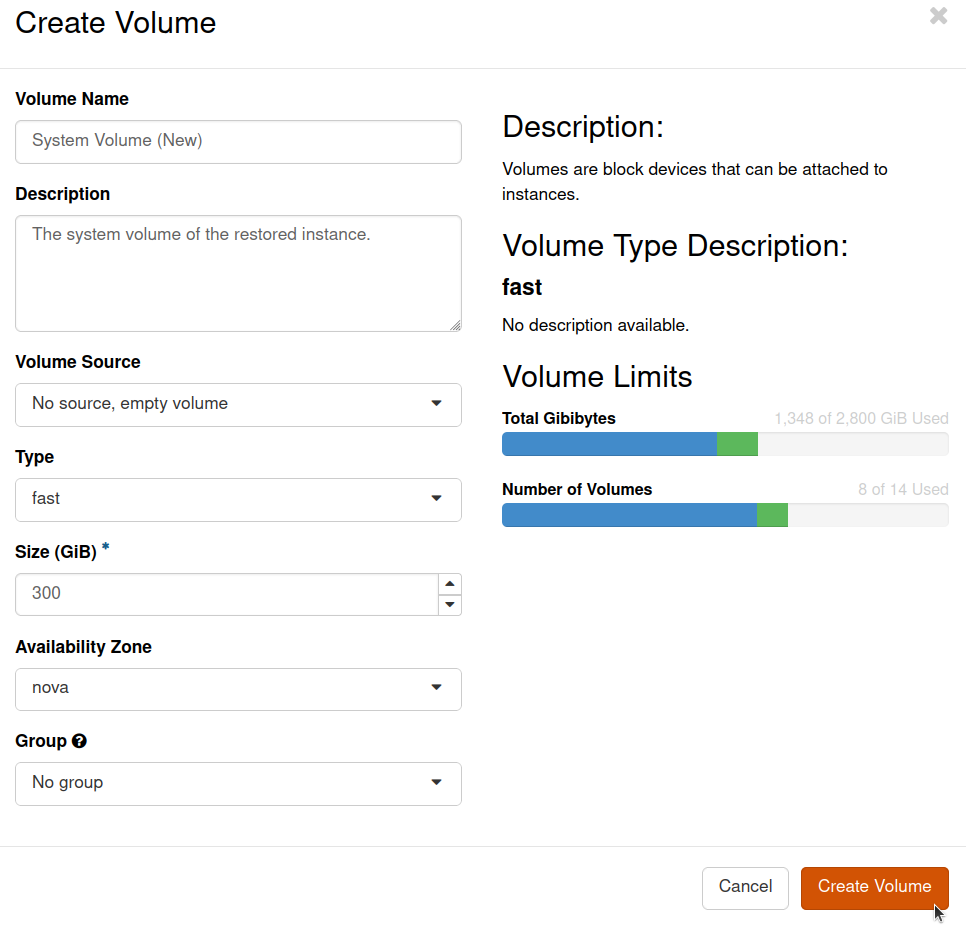 Create Volume
Volume Name
System Volume (New)
Description
The system volume of the restored instance.
Volume Source
No source, empty volume
Type
fast
Size (GiB) *
300
Availability Zone
nova
Group
No group
Description:
Volumes are block devices that can be attached to
instances.
Volume Type Description:
fast
No description available.
Volume Limits
Total Gibibytes 1,348 of 2,800 GiB Used
Number of Volumes 8 of 14 Used
Cancel Create Volume